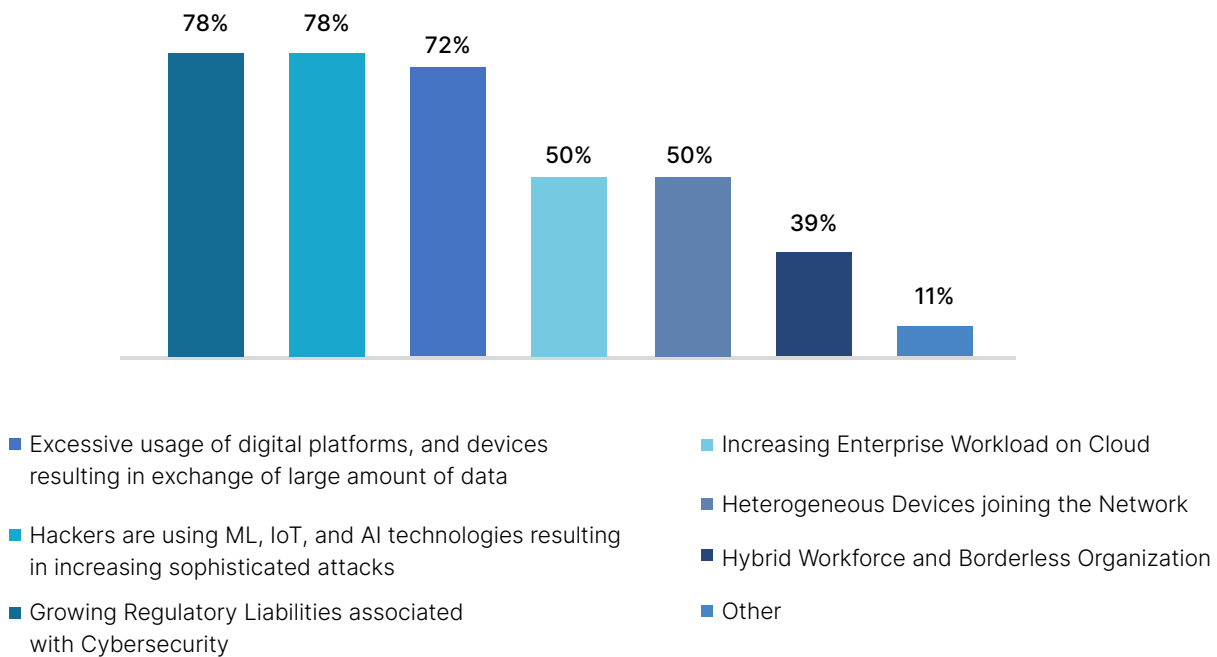 78%
78%
72%
50%
50%
39%
11%
Excessive usage of digital platforms, and devices
resulting in exchange of large amount of data
Hackers are using ML, IoT, and AI technologies resulting
in increasing sophisticated attacks
Growing Regulatory Liabilities associated
with Cybersecurity
Increasing Enterprise Workload on Cloud
Heterogeneous Devices joining the Network
Hybrid Workforce and Borderless Organization
Other